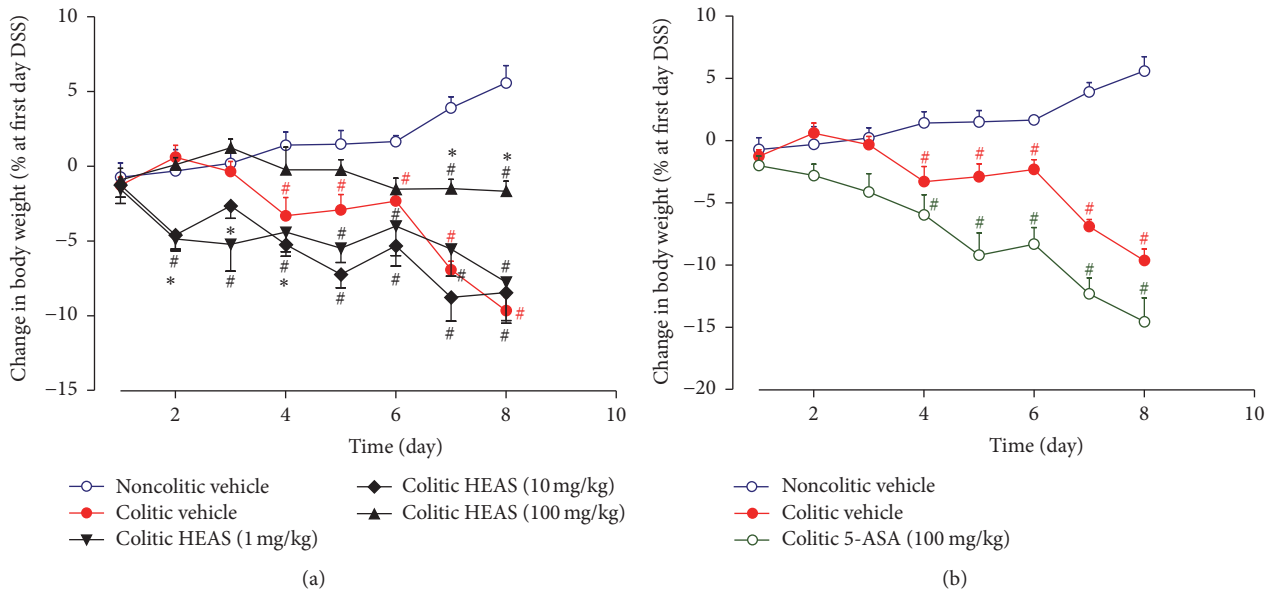 Change in body weight (% at first day DSS)
10
5
0
−5
−10
−15
* *
# #
# # #
# #
* # # #
# # # # #
* * # #
# #
2 4 6 8 10
Time (day)
Noncolitic vehicle
Colitic vehicle
Colitic HEAS (1 mg/kg)
Colitic HEAS (10 mg/kg)
Colitic HEAS (100 mg/kg)
(a)
Change in body weight (% at first day DSS)
10
5
0
−5
−10
−15
−20
# # #
# #
# # #
# #
2 4 6 8 10
Time (day)
Noncolitic vehicle
Colitic vehicle
Colitic 5-ASA (100 mg/kg)
(b)